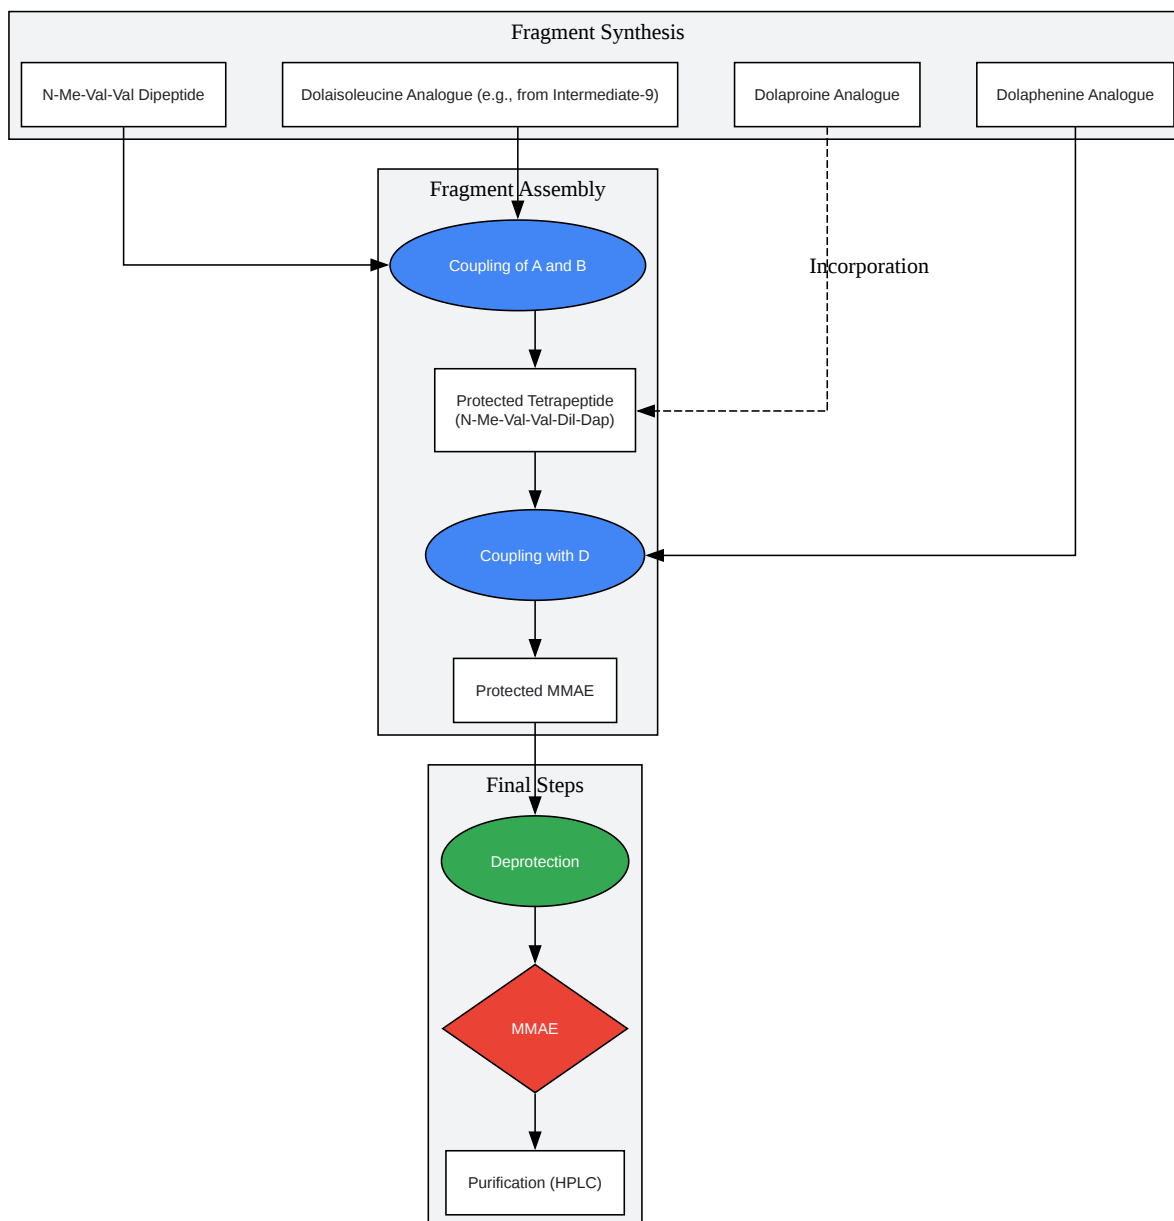 Fragment Synthesis
N-Me-Val-Val Dipeptide
Dolaisoleucine Analogue (e.g., from Intermediate-9)
Dolaproine Analogue
Dolaphenine Analogue
Fragment Assembly
Coupling of A and B
Incorporation
Protected Tetrapeptide
(N-Me-Val-Val-Dil-Dap)
Coupling with D
Protected MMAE
Final Steps
Deprotection
MMAE
Purification (HPLC)